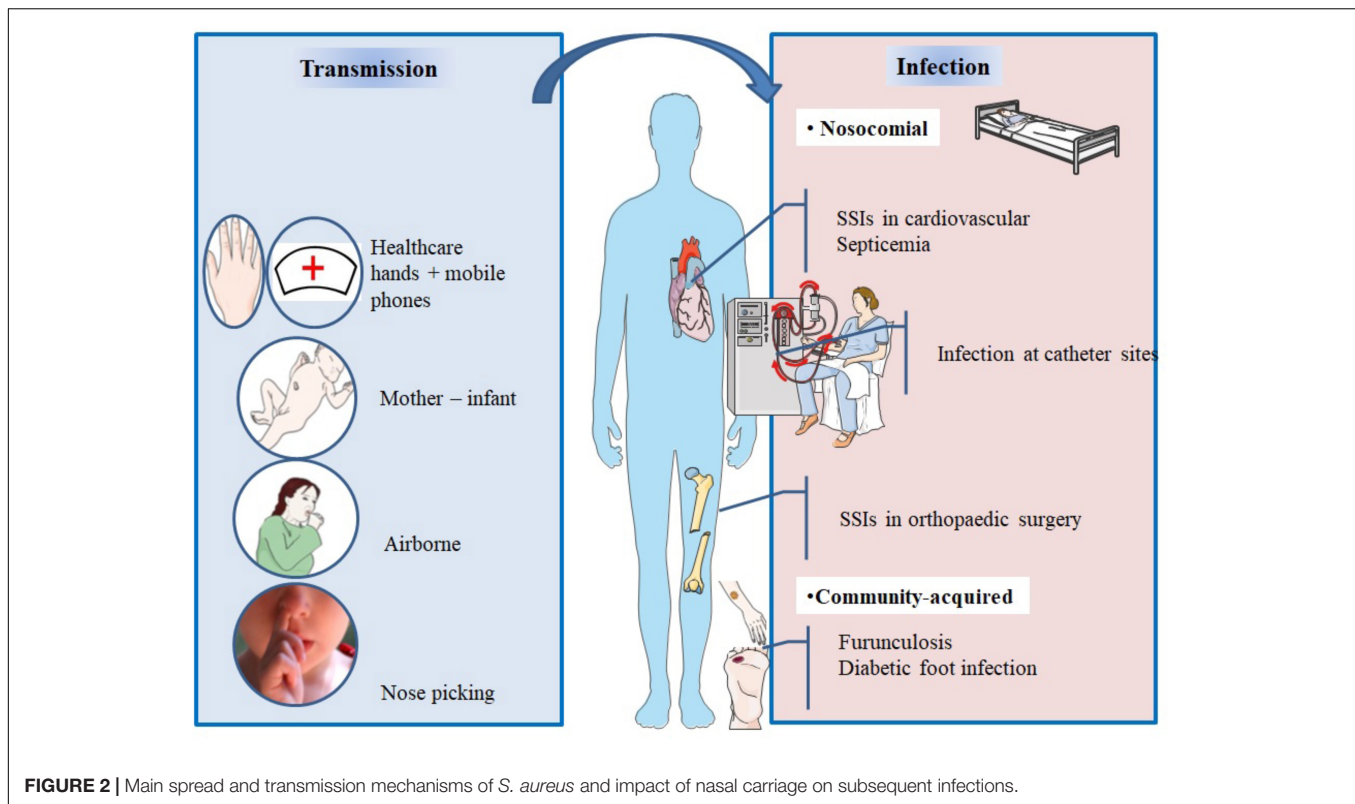 Transmission
Healthcare
hands + mobile
phones
Mother – infant
Airborne
Nose picking
Infection
• Nosocomial
SSIs in cardiovascular
Septicemia
Infection at catheter sites
SSIs in orthopaedic surgery
•Community-acquired
Furunculosis
Diabetic foot infection
FIGURE 2 | Main spread and transmission mechanisms of S. aureus and impact of nasal carriage on subsequent infections.